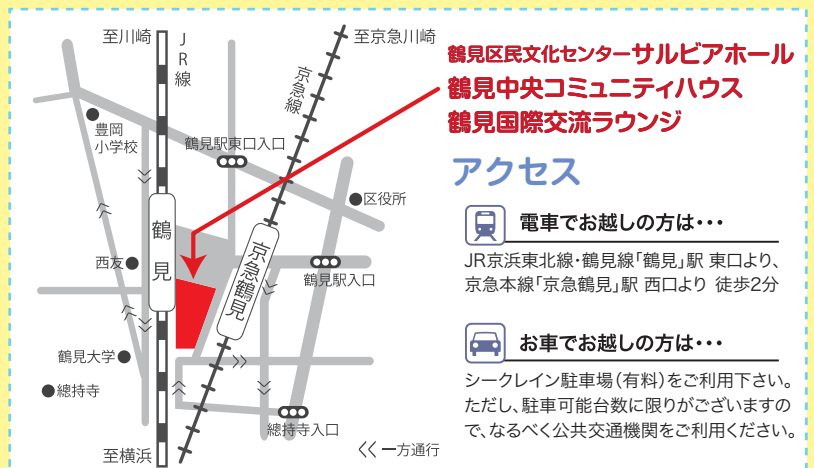 至川崎
JR線
至京急川崎
京急線
豊岡
小学校
鶴見駅東口入口
区役所
鶴見
京急鶴見
西友
鶴見駅入口
鶴見大学
總持寺
總持寺入口
至横浜
一方通行
鶴見区民文化センターサルビアホール
鶴見中央コミュニティハウス
鶴見国際交流ラウンジ
アクセス
電車でお越しの方は・・・
JR京浜東北線・鶴見線「鶴見」駅 東口より、
京急本線「京急鶴見」駅 西口より 徒歩2分
お車でお越しの方は・・・
シークレイン駐車場（有料）をご利用下さい。
ただし、駐車可能台数に限りがございますの
で、なるべく公共交通機関をご利用ください。